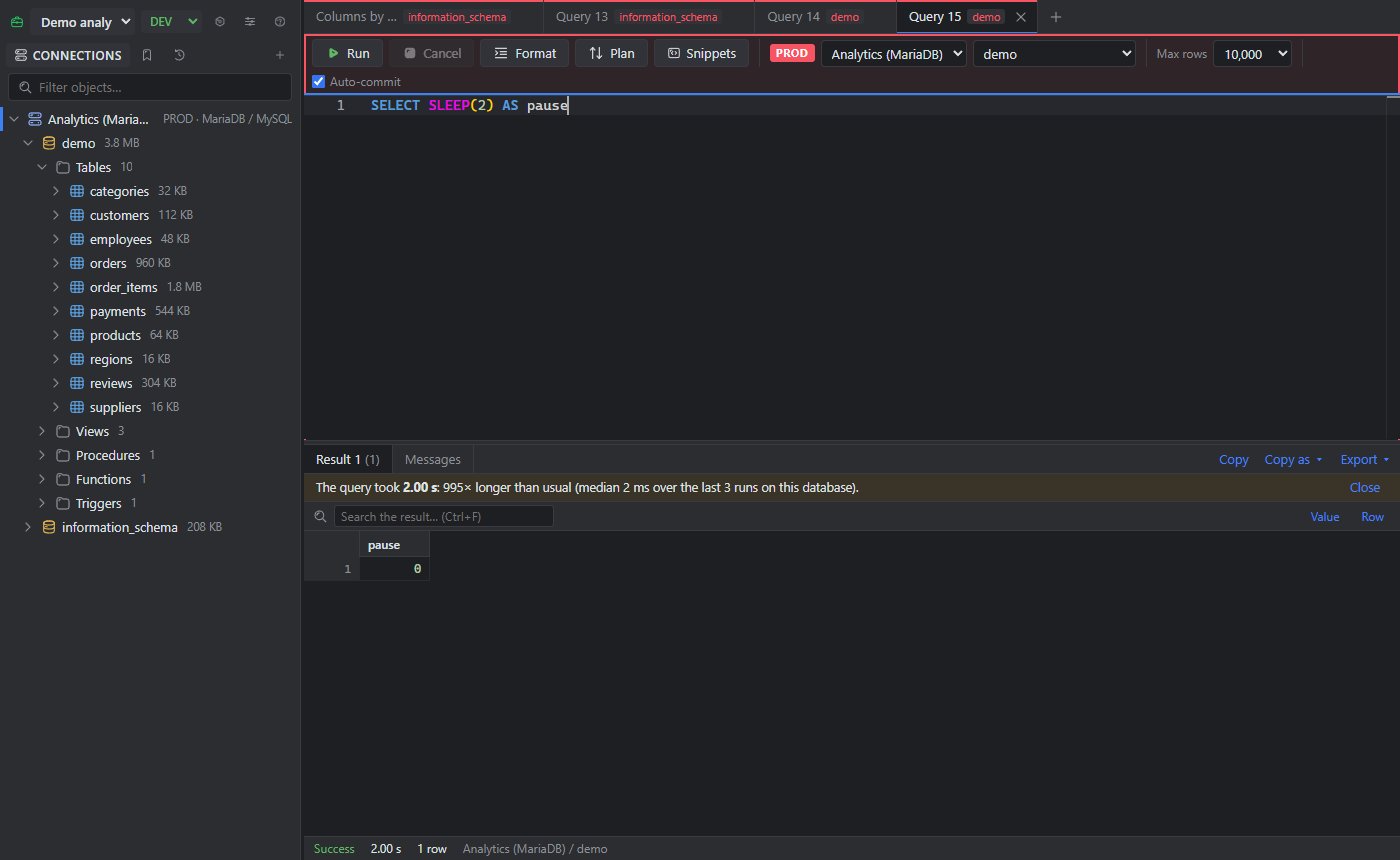 Demo analy DEV
CONNECTIONS
Filter objects...
Analytics (Maria... PROD · MariaDB / MySQL
demo 3.8 MB
Tables 10
categories 32 KB
customers 112 KB
employees 48 KB
orders 960 KB
order_items 1.8 MB
payments 544 KB
products 64 KB
regions 16 KB
reviews 304 KB
suppliers 16 KB
Views 3
Procedures 1
Functions 1
Triggers 1
information_schema 208 KB
Columns by ... information_schema Query 13 information_schema Query 14 demo Query 15 demo
Run Cancel Format Plan Snippets PROD Analytics (MariaDB) demo Max rows 10,000
Auto-commit
1 SELECT SLEEP(2) AS pause
Result 1 (1) Messages Copy Copy as Export
The query took 2.00 s: 995× longer than usual (median 2 ms over the last 3 runs on this database). Close
Search the result... (Ctrl+F) Value Row
pause
1 0
Success 2.00 s 1 row Analytics (MariaDB) / demo